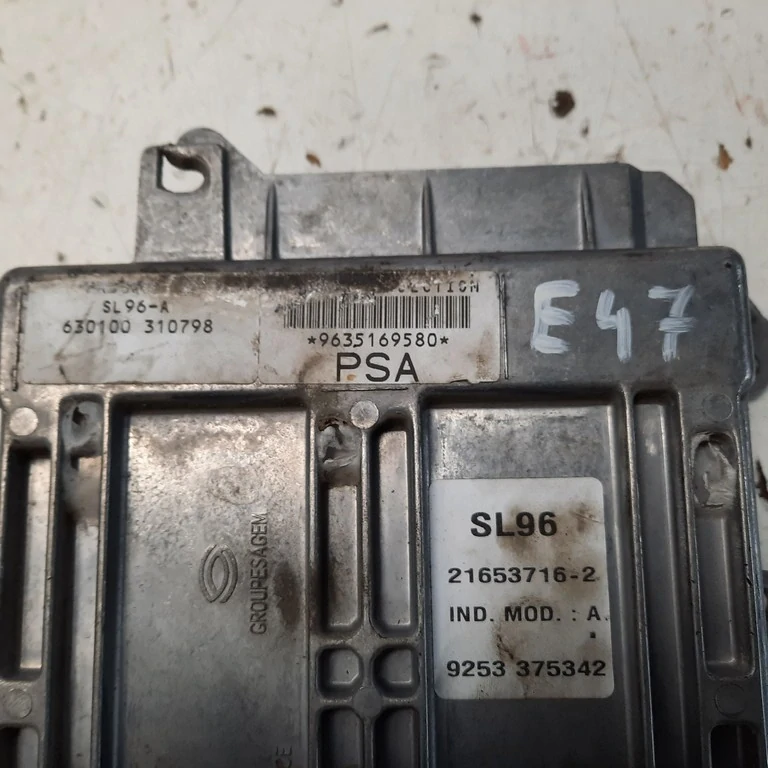 SL96-A
630100 310798
*9635169580*
PSA
E47
SL96
21653716-2
IND. MOD. : A.
9253 375342
GROUPESAGEM